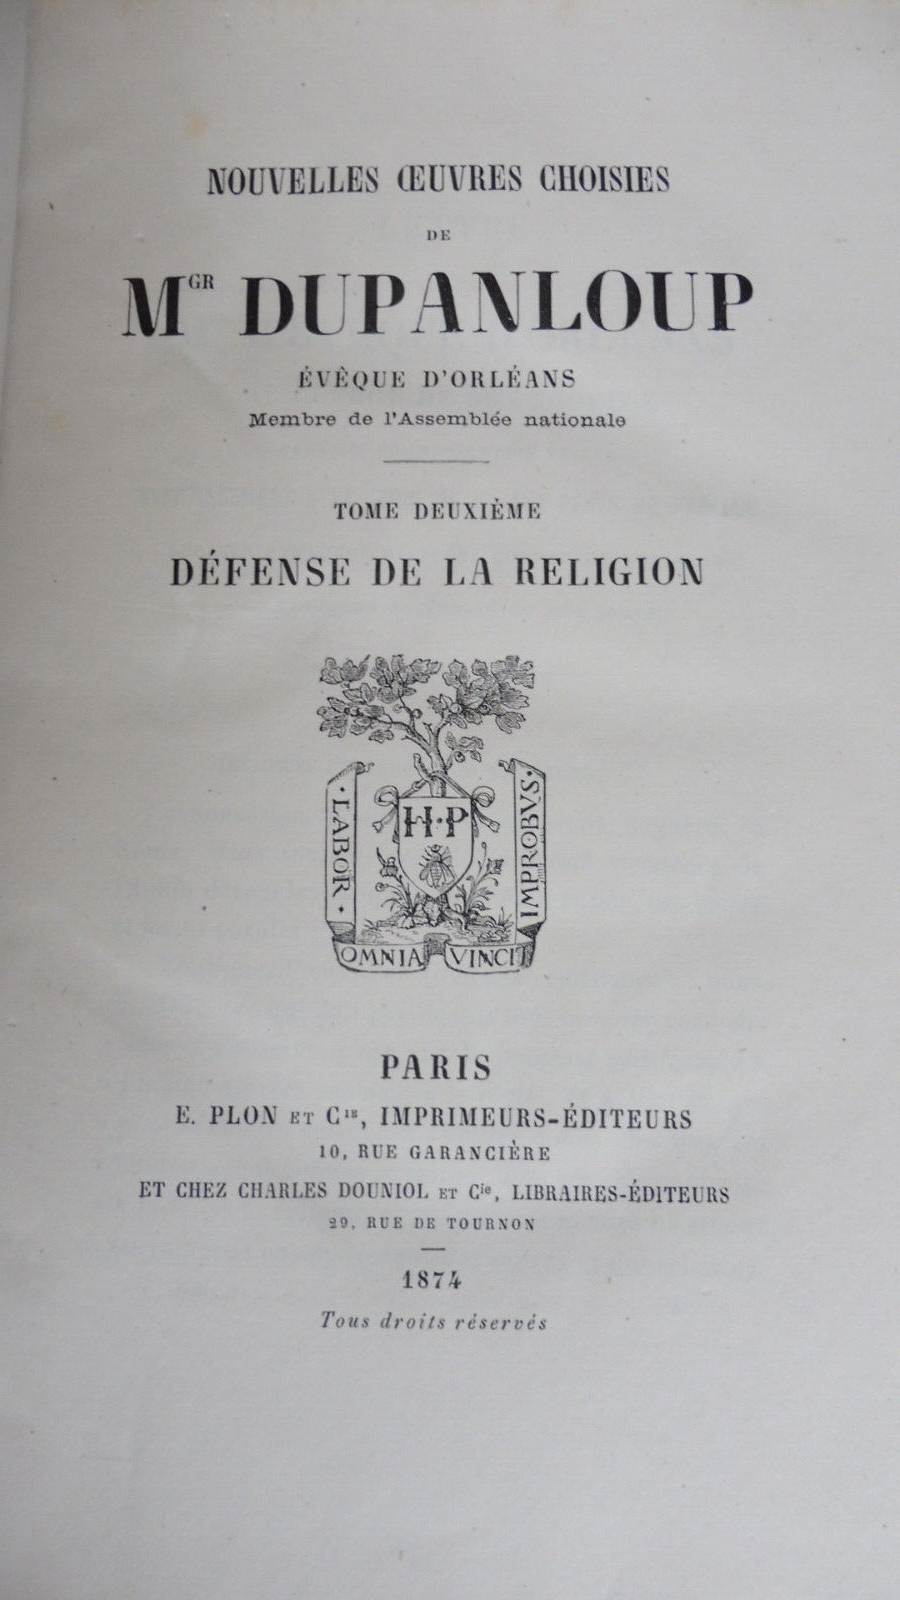 NOUVELLES ŒUVRES CHOISIES
DE
MGR DUPANLOUP
ÉVÊQUE D'ORLÉANS
Membre de l'Assemblée nationale
TOME DEUXIÈME
DÉFENSE DE LA RELIGION
H·P
·LABOR·
IMPROBVS·
OMNIA VINCIT
PARIS
E. PLON ET CIE, IMPRIMEURS-ÉDITEURS
10, RUE GARANCIÈRE
ET CHEZ CHARLES DOUNIOL ET Cie, LIBRAIRES-ÉDITEURS
29, RUE DE TOURNON
1874
Tous droits réservés